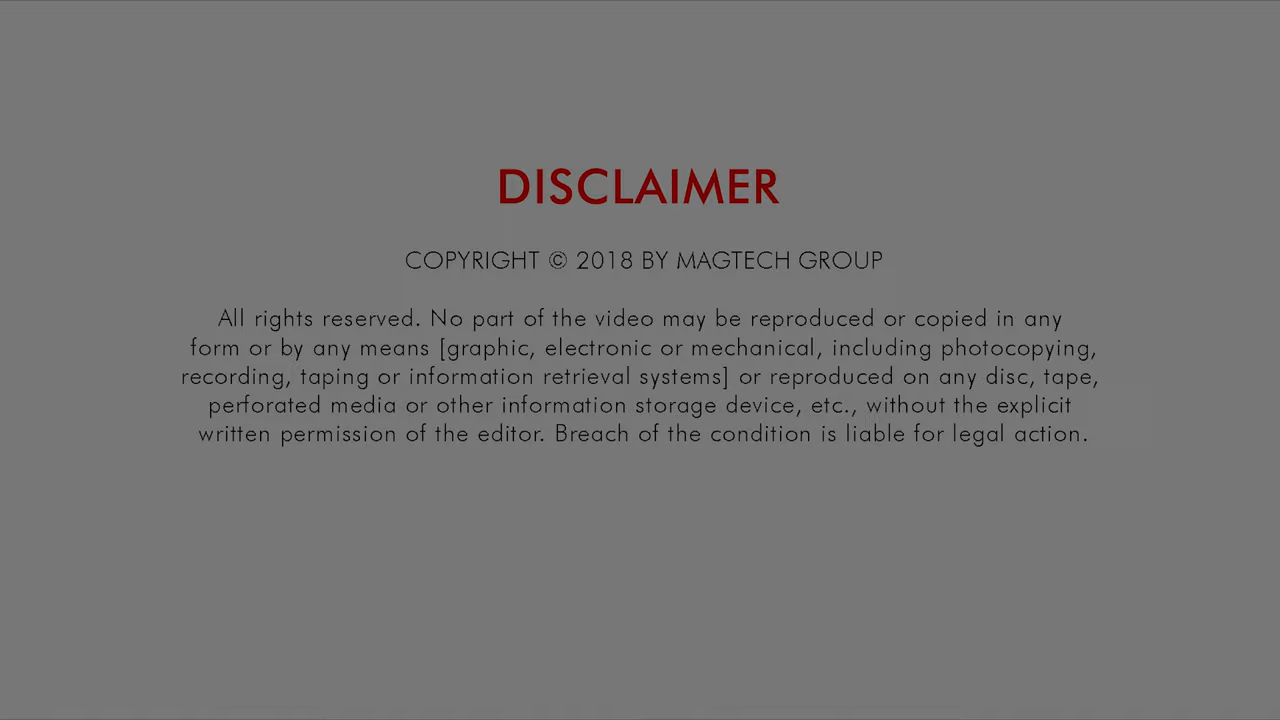 DISCLAIMER
COPYRIGHT © 2018 BY MAGTECH GROUP
All rights reserved. No part of the video may be reproduced or copied in any
form or by any means [graphic, electronic or mechanical, including photocopying,
recording, taping or information retrieval systems] or reproduced on any disc, tape,
perforated media or other information storage device, etc., without the explicit
written permission of the editor. Breach of the condition is liable for legal action.